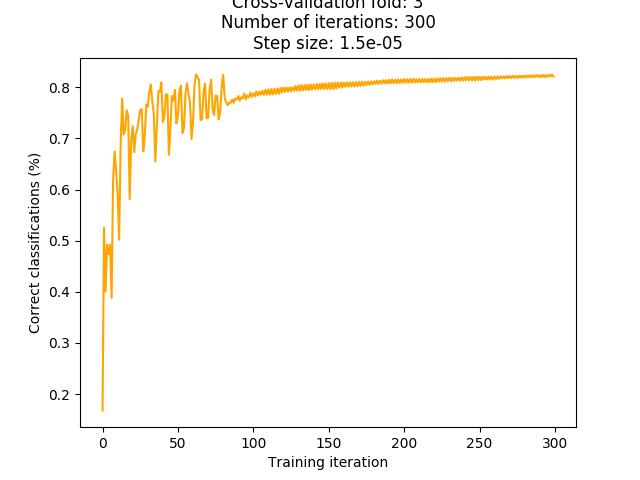 Cross-validation fold: 3
Number of iterations: 300
Step size: 1.5e-05
0.8
0.7
0.6
0.5
0.4
0.3
0.2
Correct classifications (%)
0 50 100 150 200 250 300
Training iteration